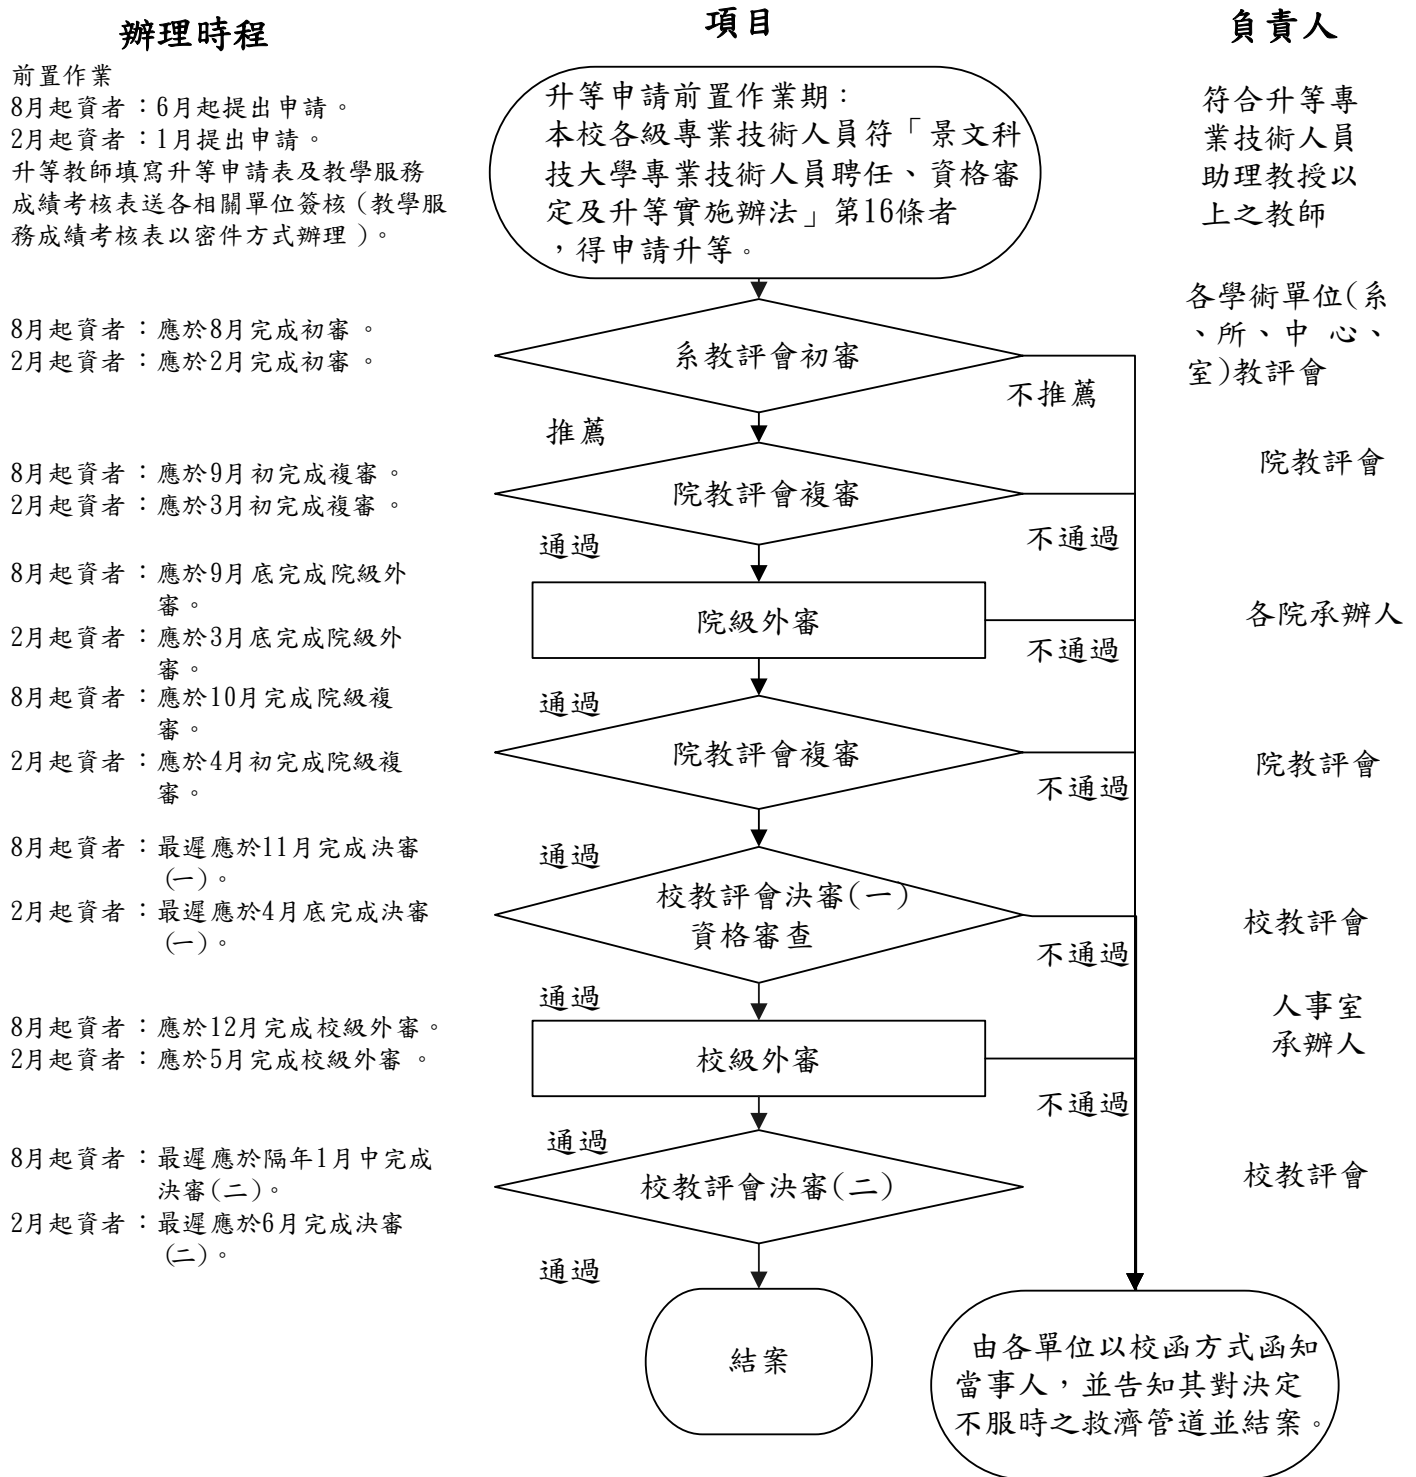 辦理時程
項目
負責人
前置作業
8月起資者：6月起提出申請。
2月起資者：1月提出申請。
升等教師填寫升等申請表及教學服務
成績考核表送各相關單位簽核(教學服
務成績考核表以密件方式辦理)。
升等申請前置作業期：
本校各級專業技術人員符「景文科
技大學專業技術人員聘任、資格審
定及升等實施辦法」第16條者
，得申請升等。
符合升等專
業技術人員
助理教授以
上之教師
8月起資者：應於8月完成初審。
2月起資者：應於2月完成初審。
系教評會初審
不推薦
推薦
各學術單位(系
、所、中 心、
室)教評會
8月起資者：應於9月初完成複審。
2月起資者：應於3月初完成複審。
院教評會複審
不通過
通過
院教評會
8月起資者：應於9月底完成院級外
審。
2月起資者：應於3月底完成院級外
審。
院級外審
不通過
通過
各院承辦人
8月起資者：應於10月完成院級複
審。
2月起資者：應於4月初完成院級複
審。
院教評會複審
不通過
通過
院教評會
8月起資者：最遲應於11月完成決審
(一)。
2月起資者：最遲應於4月底完成決審
(一)。
校教評會決審(一)
資格審查
不通過
通過
校教評會
8月起資者：應於12月完成校級外審。
2月起資者：應於5月完成校級外審。
校級外審
不通過
通過
人事室
承辦人
8月起資者：最遲應於隔年1月中完成
決審(二)。
2月起資者：最遲應於6月完成決審
(二)。
校教評會決審(二)
通過
校教評會
結案
由各單位以校函方式函知
當事人，並告知其對決定
不服時之救濟管道並結案。